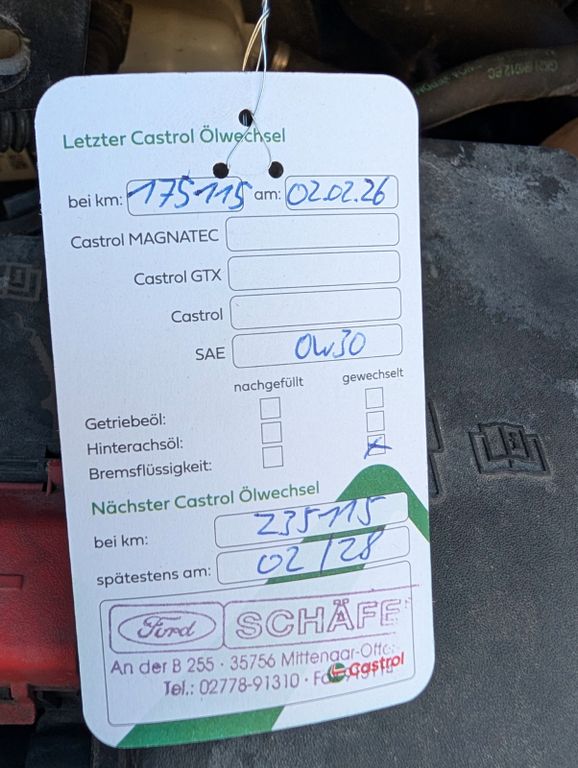 Letzter Castrol Ölwechsel
bei km: 175115 am: 02.02.26
Castrol MAGNATEC
Castrol GTX
Castrol
SAE 0W30
nachgefüllt gewechselt
Getriebeöl:
Hinterachsöl:
Bremsflüssigkeit:
Nächster Castrol Ölwechsel
bei km: 235115
spätestens am: 02/28
Ford SCHÄFE
An der B 255 · 35756 Mittenaar-Otte
Castrol
Tel.: 02778-91310 ·